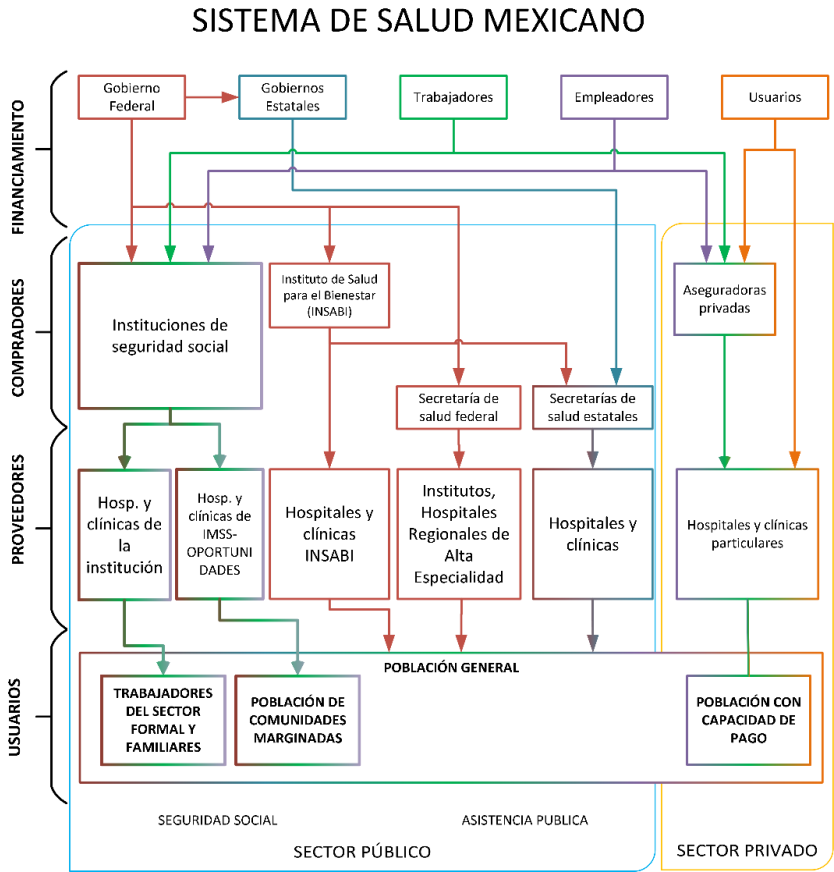 SISTEMA DE SALUD MEXICANO
FINANCIAMIENTO
Gobierno
Federal
Gobiernos
Estatales
Trabajadores
Empleadores
Usuarios
COMPRADORES
Instituciones de
seguridad social
Instituto de Salud
para el Bienestar
(INSABI)
Aseguradoras
privadas
Secretaría de
salud federal
Secretarías de
salud estatales
PROVEEDORES
Hosp. y
clínicas de
la
institución
Hosp. y
clínicas de
IMSS-
OPORTUNI
DADES
Hospitales y
clínicas
INSABI
Institutos,
Hospitales
Regionales de
Alta
Especialidad
Hospitales y
clínicas
Hospitales y clínicas
particulares
USUARIOS
POBLACIÓN GENERAL
TRABAJADORES
DEL SECTOR
FORMAL Y
FAMILIARES
POBLACIÓN DE
COMUNIDADES
MARGINADAS
POBLACIÓN CON
CAPACIDAD DE
PAGO
SEGURIDAD SOCIAL
ASISTENCIA PUBLICA
SECTOR PÚBLICO
SECTOR PRIVADO